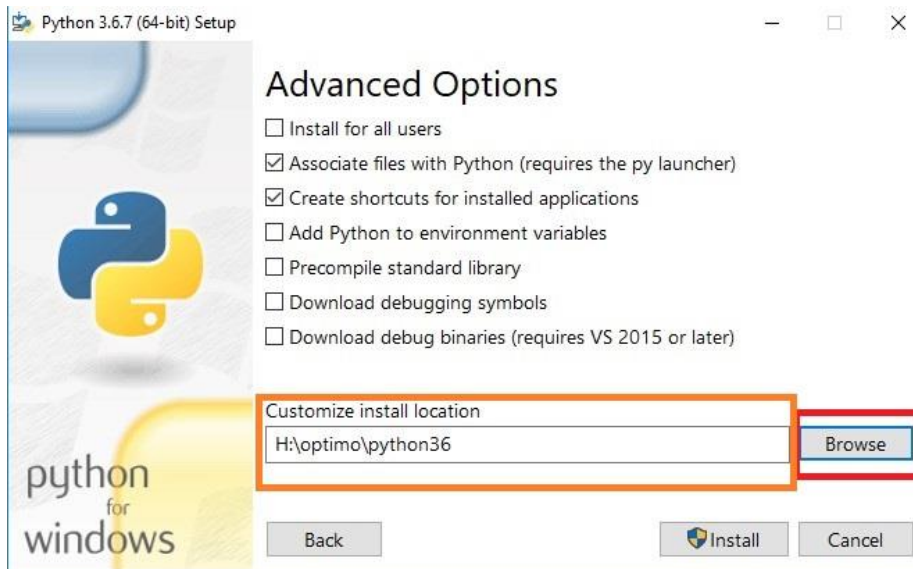 Python 3.6.7 (64-bit) Setup
Advanced Options
Install for all users
Associate files with Python (requires the py launcher)
Create shortcuts for installed applications
Add Python to environment variables
Precompile standard library
Download debugging symbols
Download debug binaries (requires VS 2015 or later)
Customize install location
H:\optimo\python36
Browse
python
for
windows
Back
Install
Cancel